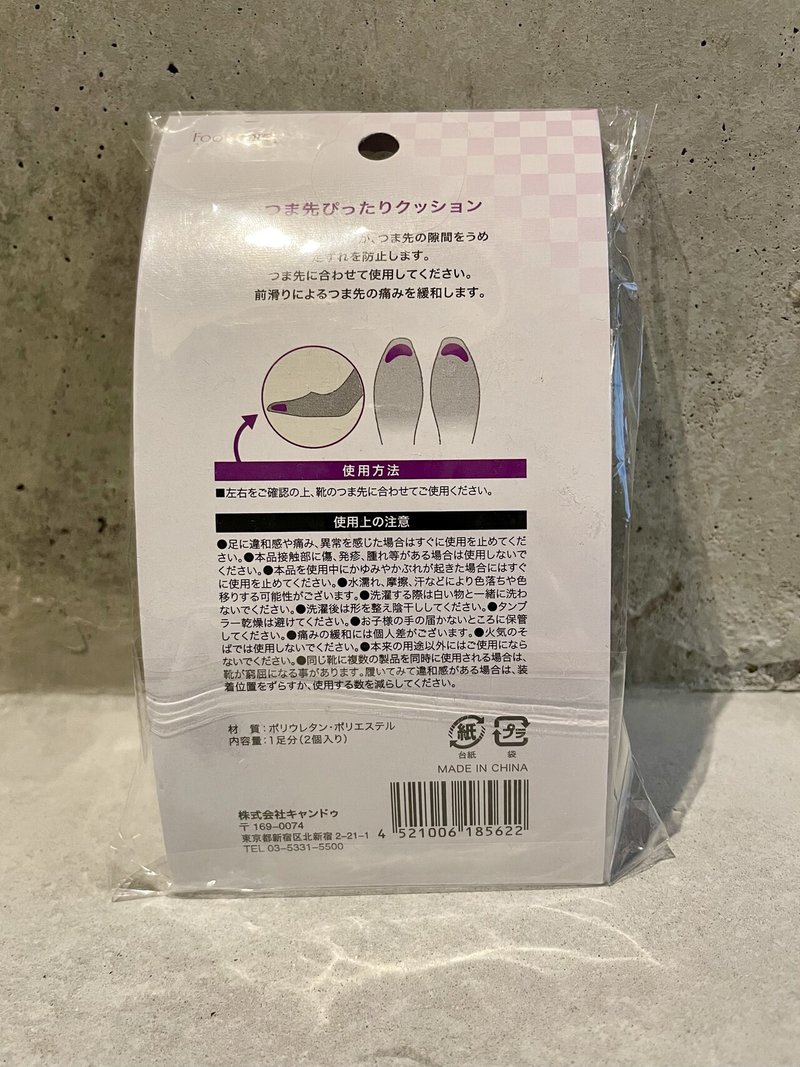 つま先ぴったりクッション
つま先の隙間をうめ
足ずれを防止します。
つま先に合わせて使用してください。
前滑りによるつま先の痛みを緩和します。
使用方法
■左右をご確認の上、靴のつま先に合わせてご使用ください。
使用上の注意
●足に違和感や痛み、異常を感じた場合はすぐに使用を止めてくだ
さい。●本品接触部に傷、発疹、腫れ等がある場合は使用しないで
ください。●本品を使用中にかゆみやかぶれが起きた場合にはすぐ
に使用を止めてください。●水濡れ、摩擦、汗などにより色落ちや色
移りする可能性がございます。●洗濯する際は白い物と一緒に洗わ
ないでください。●洗濯後は形を整え陰干ししてください。●タンブ
ラー乾燥は避けてください。●お子様の手の届かないところに保管
してください。●痛みの緩和には個人差がございます。●火気のそ
ばでは使用しないでください。●本来の用途以外にはご使用になら
ないでください。●同じ靴に複数の製品を同時に使用される場合は、
靴が窮屈になる事があります。履いてみて違和感がある場合は、装
着位置をずらすか、使用する数を減らしてください。
材 質:ポリウレタン・ポリエステル
内容量:1足分(2個入り)
紙 プラ
台紙 袋
MADE IN CHINA
株式会社キャンドゥ
〒169-0074
東京都新宿区北新宿2-21-1
TEL 03-5331-5500
4 521006 185622